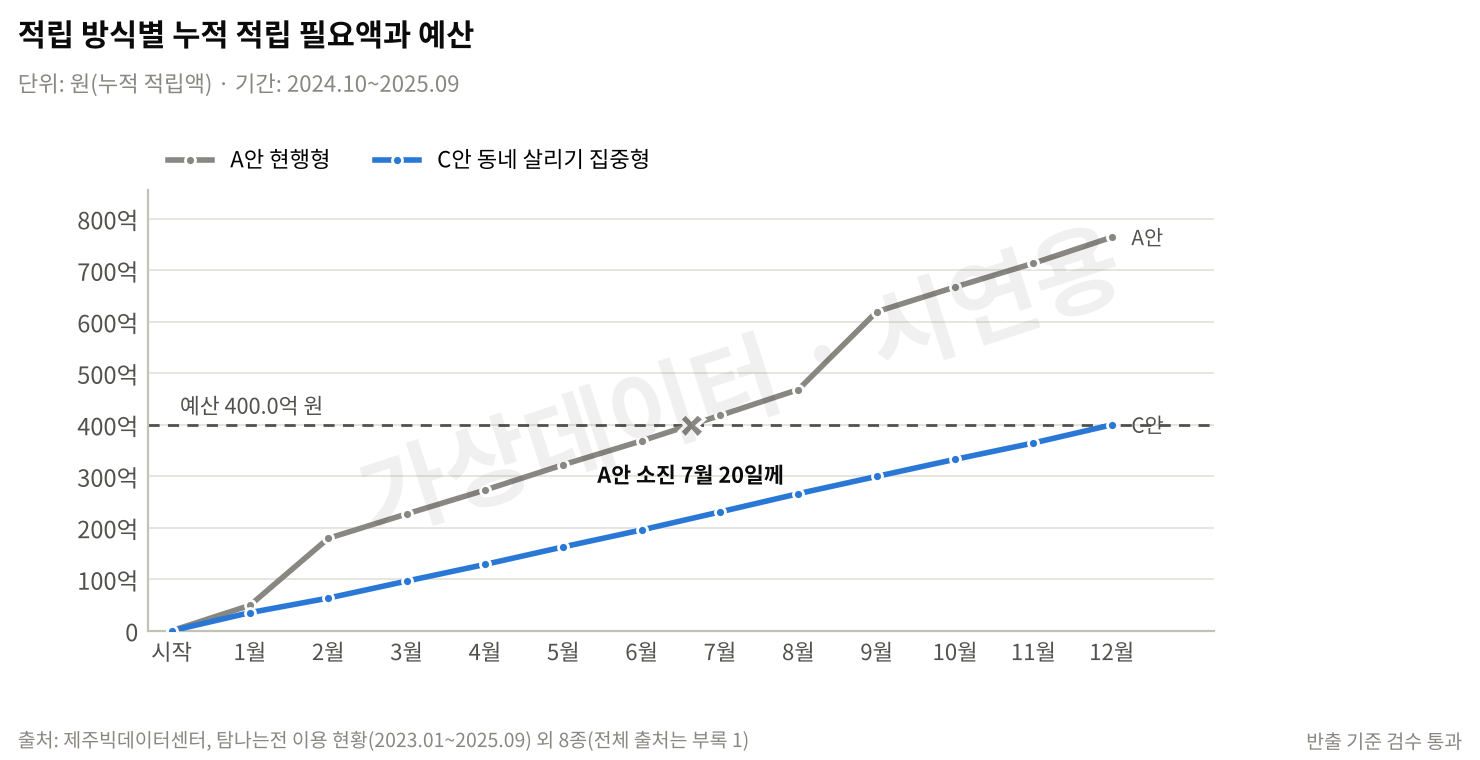 적립 방식별 누적 적립 필요액과 예산
단위: 원(누적 적립액) · 기간: 2024.10~2025.09
A안 현행형
C안 동네 살리기 집중형
800억
700억
600억
500억
400억
300억
200억
100억
0
예산 400.0억 원
A안 소진 7월 20일께
A안
C안
가상데이터 · 시연용
시작 1월 2월 3월 4월 5월 6월 7월 8월 9월 10월 11월 12월
출처: 제주빅데이터센터, 탐나는전 이용 현황(2023.01~2025.09) 외 8종(전체 출처는 부록 1)
반출 기준 검수 통과